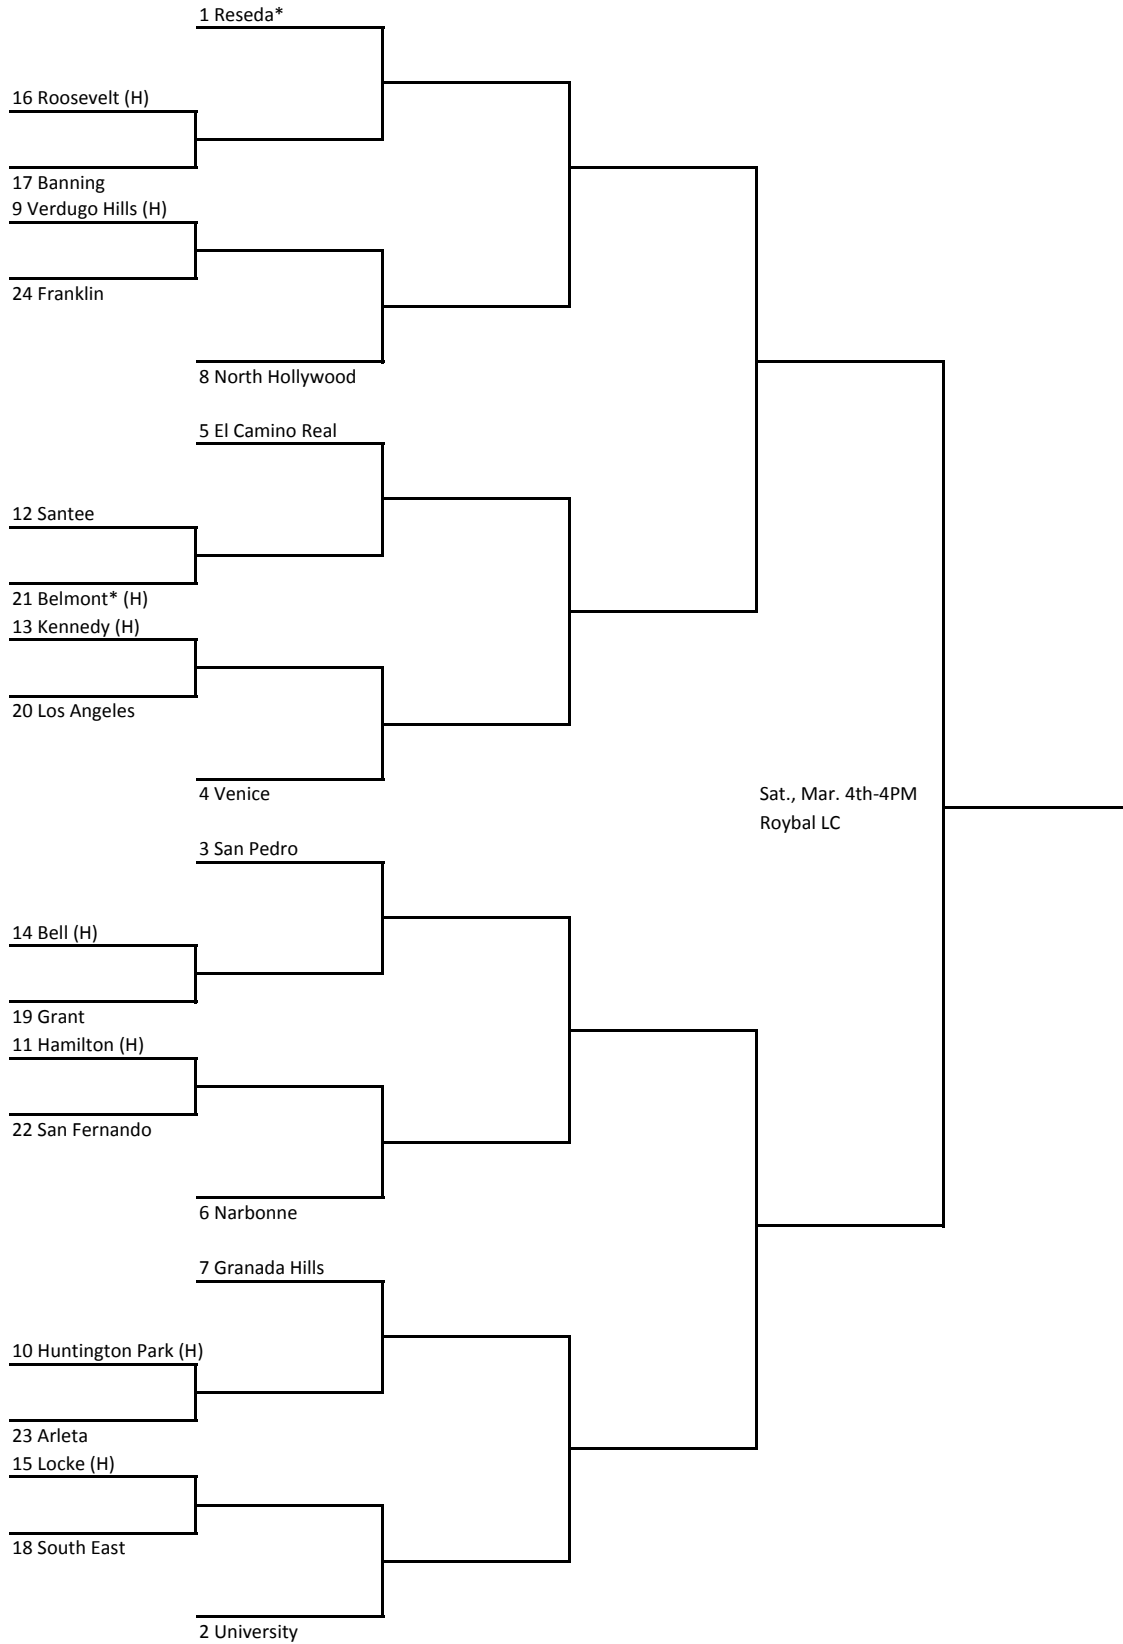 1 Reseda*
16 Roosevelt (H)
17 Banning
9 Verdugo Hills (H)
24 Franklin
8 North Hollywood
5 El Camino Real
12 Santee
21 Belmont* (H)
13 Kennedy (H)
20 Los Angeles
4 Venice
Sat., Mar. 4th-4PM
Roybal LC
3 San Pedro
14 Bell (H)
19 Grant
11 Hamilton (H)
22 San Fernando
6 Narbonne
7 Granada Hills
10 Huntington Park (H)
23 Arleta
15 Locke (H)
18 South East
2 University